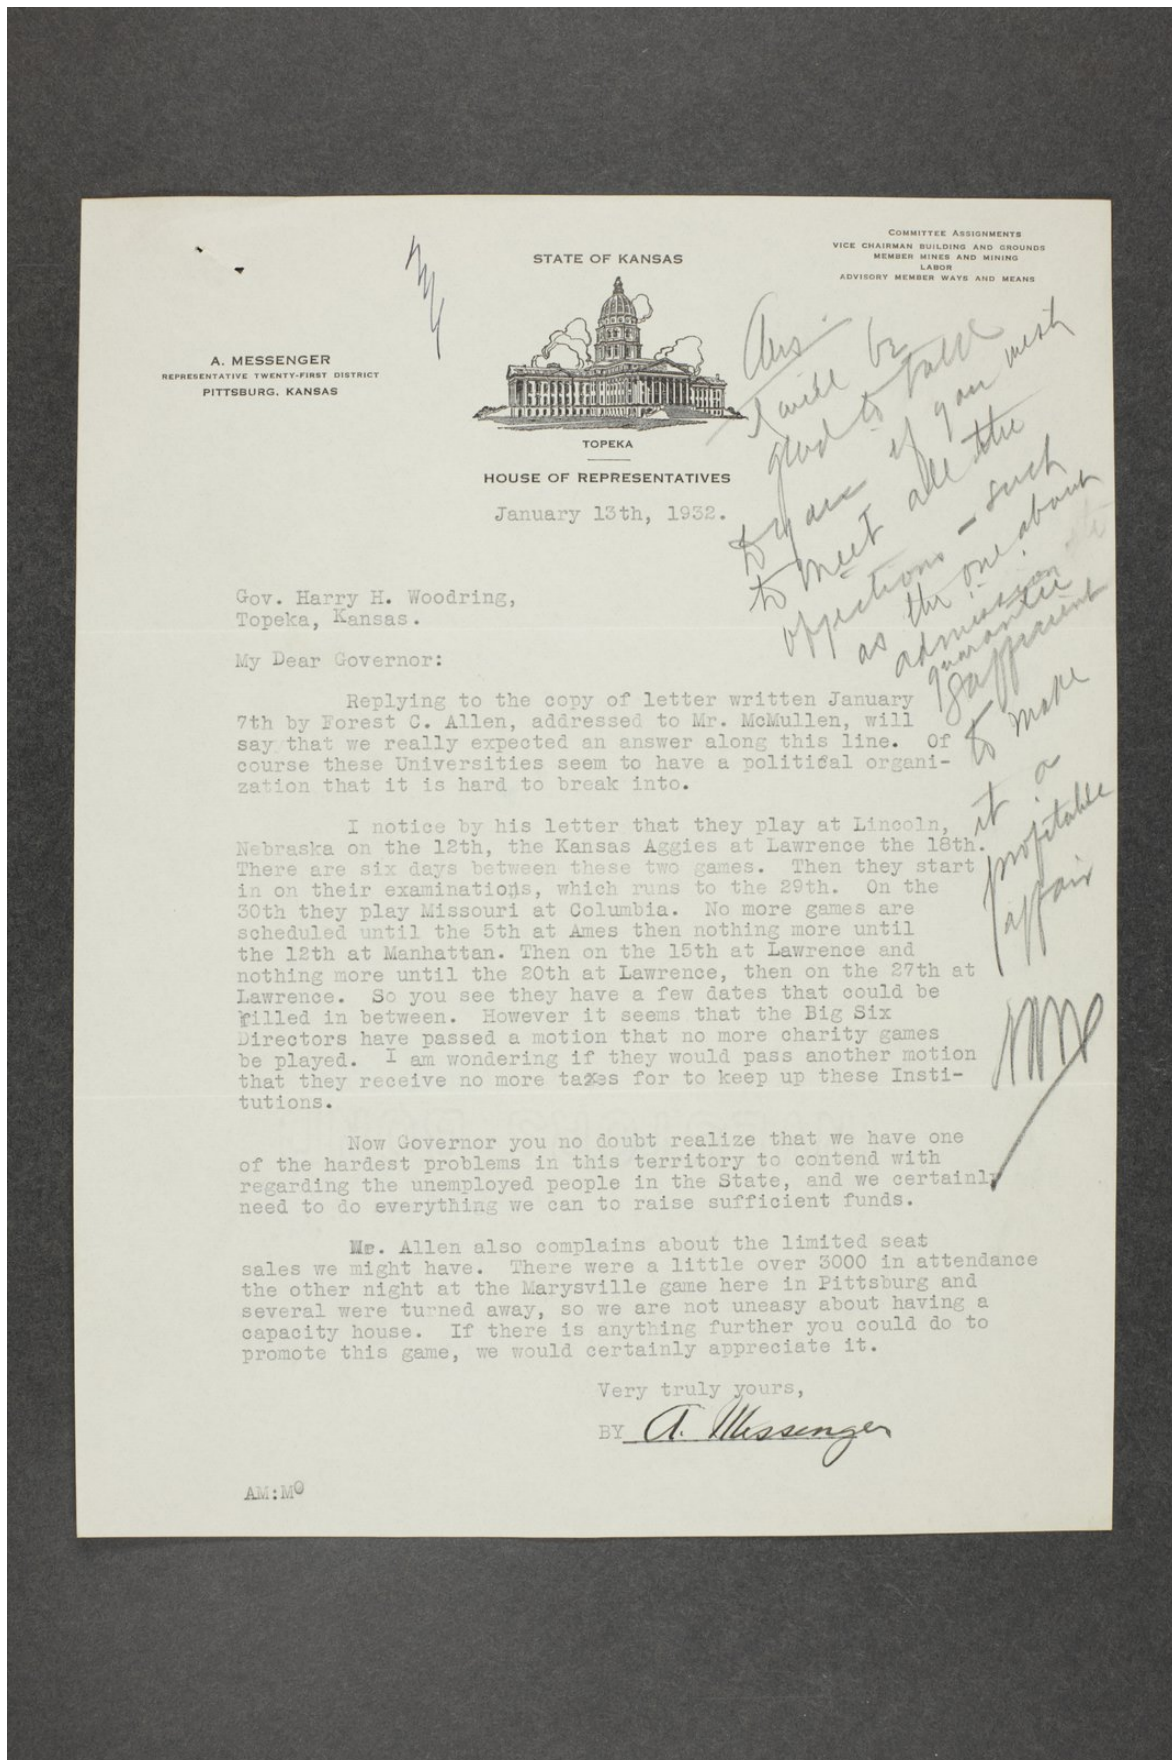 COMMITTEE ASSIGNMENTS
VICE CHAIRMAN BUILDING AND GROUNDS
MEMBER MINES AND MINING
LABOR
ADVISORY MEMBER WAYS AND MEANS
STATE OF KANSAS
A. MESSENGER
REPRESENTATIVE TWENTY-FIRST DISTRICT
PITTSBURG, KANSAS
TOPEKA
HOUSE OF REPRESENTATIVES
January 13th, 1932.
Ans.
I will be
glad to talk
to you if you wish
to meet all the
objections - such
as the one about
admission
guarantee
sufficient
to make
it a
profitable
affair
Gov. Harry H. Woodring,
Topeka, Kansas.
My Dear Governor:
Replying to the copy of letter written January
7th by Forest C. Allen, addressed to Mr. McMullen, will
say that we really expected an answer along this line. Of
course these Universities seem to have a political organi-
zation that it is hard to break into.
I notice by his letter that they play at Lincoln,
Nebraska on the 12th, the Kansas Aggies at Lawrence the 18th.
There are six days between these two games. Then they start
in on their examinations, which runs to the 29th. On the
30th they play Missouri at Columbia. No more games are
scheduled until the 5th at Ames then nothing more until
the 12th at Manhattan. Then on the 15th at Lawrence and
nothing more until the 20th at Lawrence, then on the 27th at
Lawrence. So you see they have a few dates that could be
filled in between. However it seems that the Big Six
Directors have passed a motion that no more charity games
be played. I am wondering if they would pass another motion
that they receive no more taxes for to keep up these Insti-
tutions.
Now Governor you no doubt realize that we have one
of the hardest problems in this territory to contend with
regarding the unemployed people in the State, and we certainly
need to do everything we can to raise sufficient funds.
Mr. Allen also complains about the limited seat
sales we might have. There were a little over 3000 in attendance
the other night at the Marysville game here in Pittsburg and
several were turned away, so we are not uneasy about having a
capacity house. If there is anything further you could do to
promote this game, we would certainly appreciate it.
Very truly yours,
BY A. Messenger
AM:MO